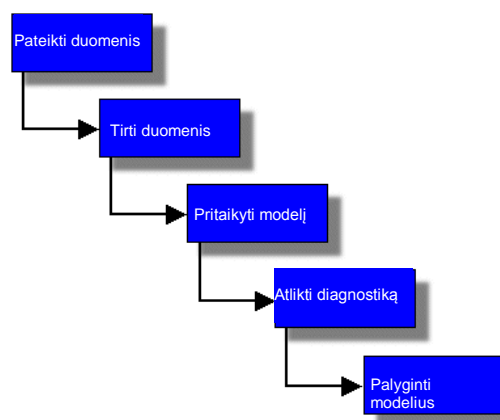 Pateikti duomenis
Tirti duomenis
Pritaikyti modelį
Atlikti diagnostiką
Palyginti
modelius